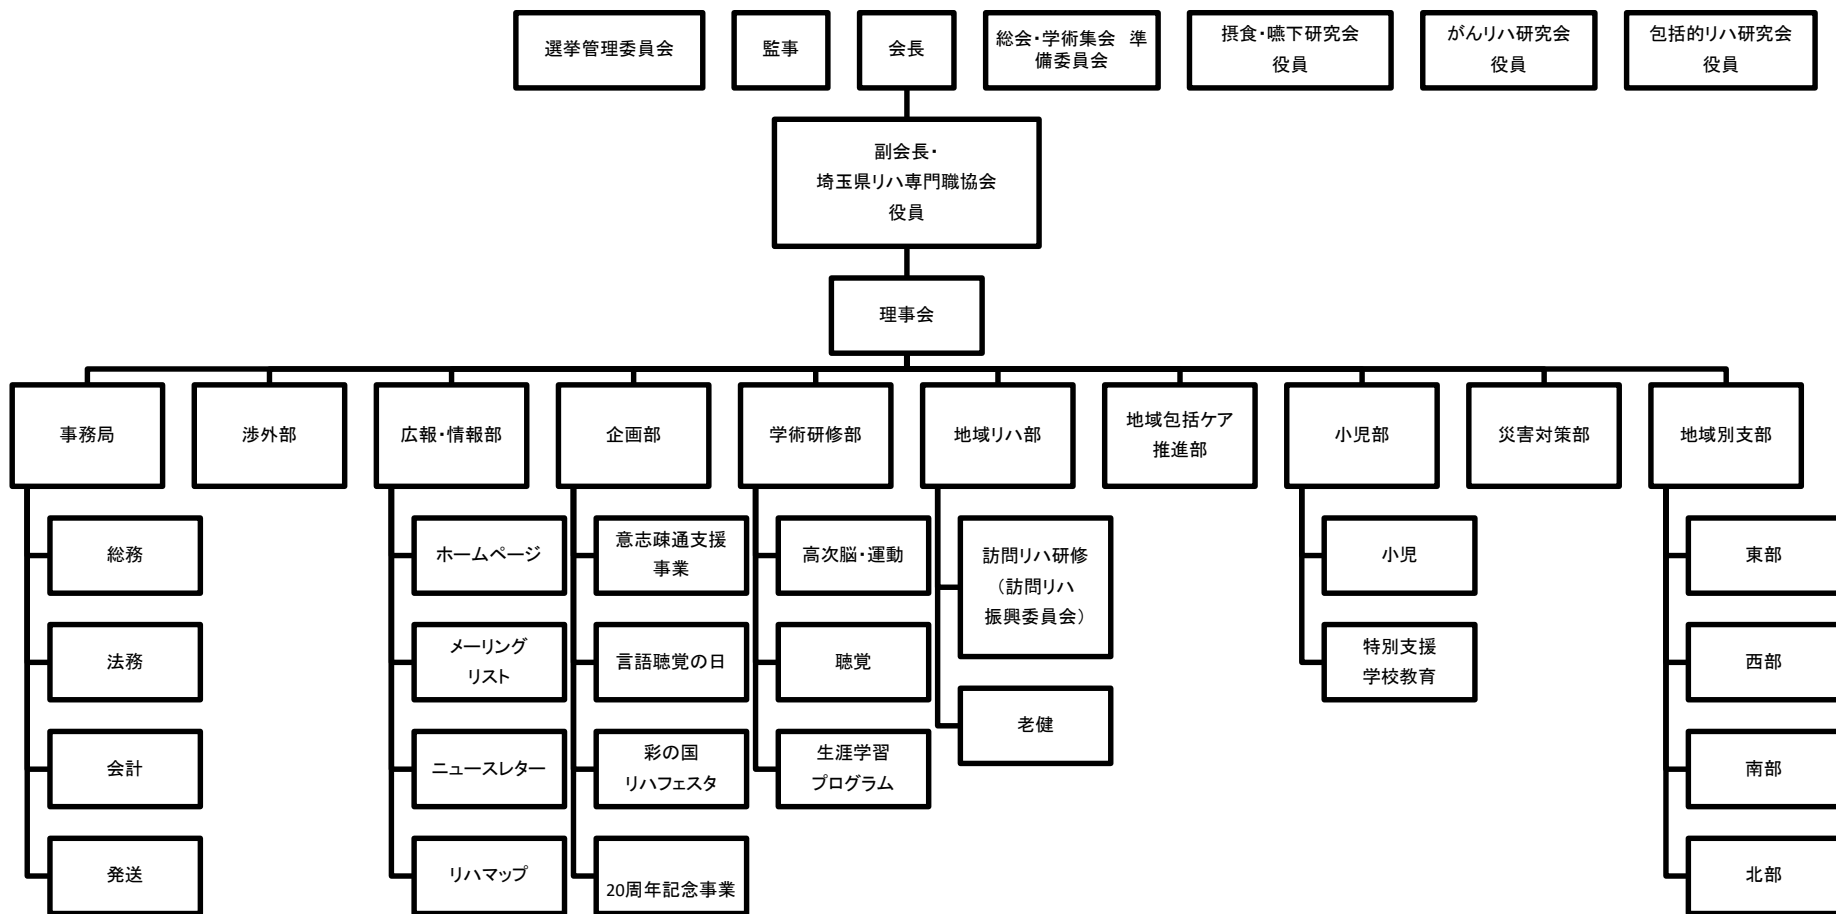 選挙管理委員会
監事
会長
総会・学術集会　準
備委員会
摂食・嚥下研究会
役員
がんリハ研究会
役員
包括的リハ研究会
役員
副会長・
埼玉県リハ専門職協会
役員
理事会
事務局
渉外部
広報・情報部
企画部
学術研修部
地域リハ部
地域包括ケア
推進部
小児部
災害対策部
地域別支部
総務
法務
会計
発送
ホームページ
メーリング
リスト
ニュースレター
リハマップ
意志疎通支援
事業
言語聴覚の日
彩の国
リハフェスタ
20周年記念事業
高次脳・運動
聴覚
生涯学習
プログラム
訪問リハ研修
（訪問リハ
振興委員会）
老健
小児
特別支援
学校教育
東部
西部
南部
北部